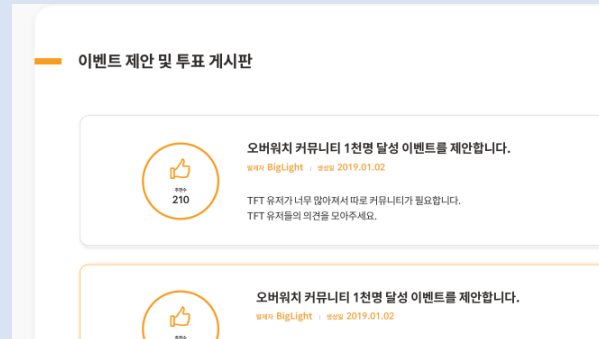 이벤트 제안 및 투표 게시판
오버워치 커뮤니티 1천명 달성 이벤트를 제안합니다.
발제자 BigLight | 생성일 2019.01.02
추천수
210
TFT 유저가 너무 많아져서 따로 커뮤니티가 필요합니다.
TFT 유저들의 의견을 모아주세요.
오버워치 커뮤니티 1천명 달성 이벤트를 제안합니다.
발제자 BigLight | 생성일 2019.01.02
추천수